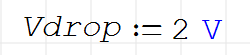 Vdrop := 2 V